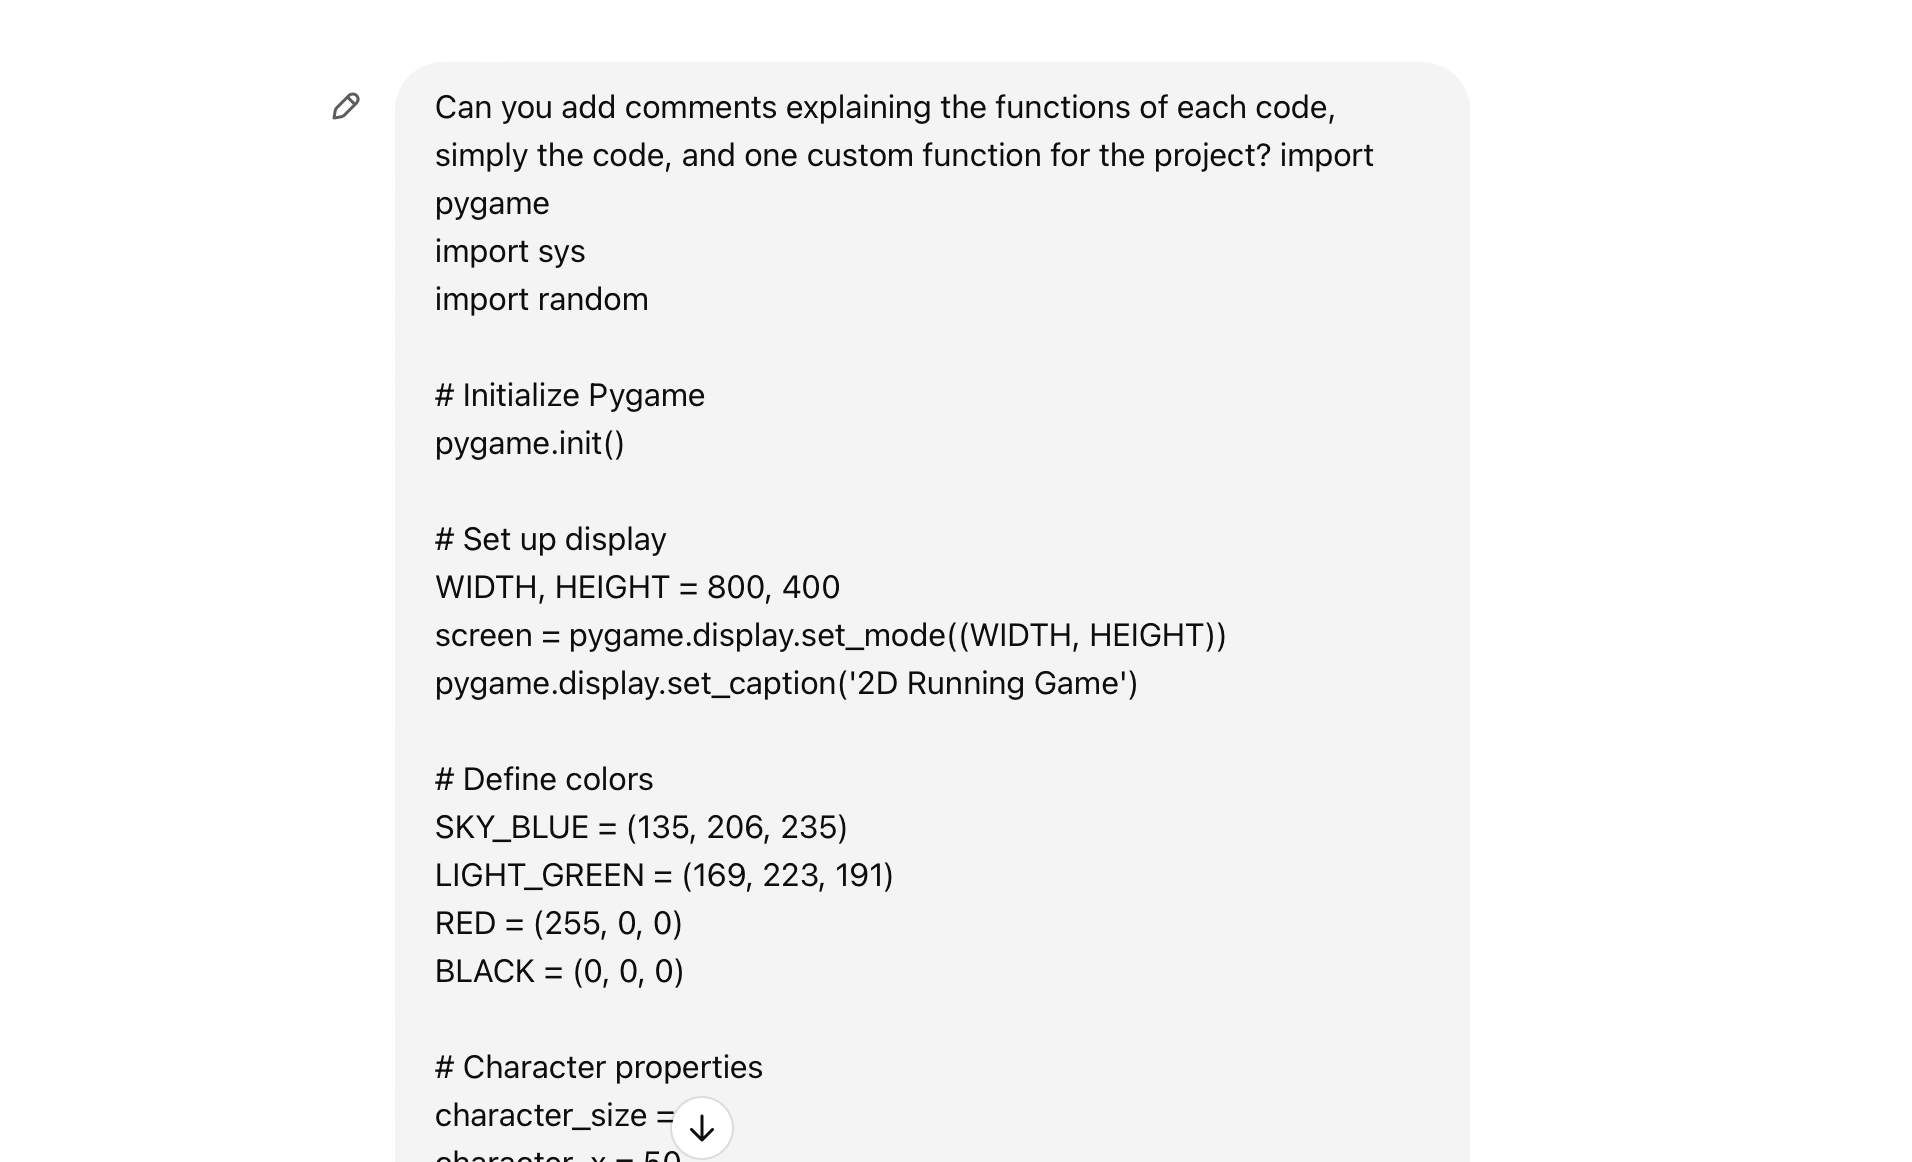 Can you add comments explaining the functions of each code,
simply the code, and one custom function for the project? import
pygame
import sys
import random
# Initialize Pygame
pygame.init()
# Set up display
WIDTH, HEIGHT = 800, 400
screen = pygame.display.set_mode((WIDTH, HEIGHT))
pygame.display.set_caption('2D Running Game')
# Define colors
SKY_BLUE = (135, 206, 235)
LIGHT_GREEN = (169, 223, 191)
RED = (255, 0, 0)
BLACK = (0, 0, 0)
# Character properties
character_size =
character_x = 50